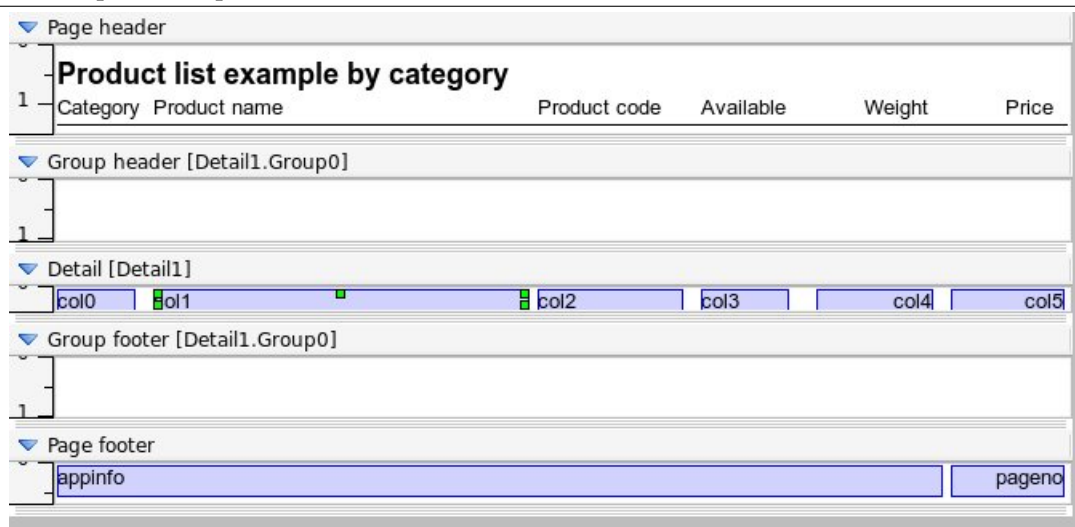 Page header
Product list example by category
1
Category Product name Product code Available Weight Price
Group header [Detail1.Group0]
1
Detail [Detail1]
col0 col1 col2 col3 col4 col5
Group footer [Detail1.Group0]
1
Page footer
appinfo pageno